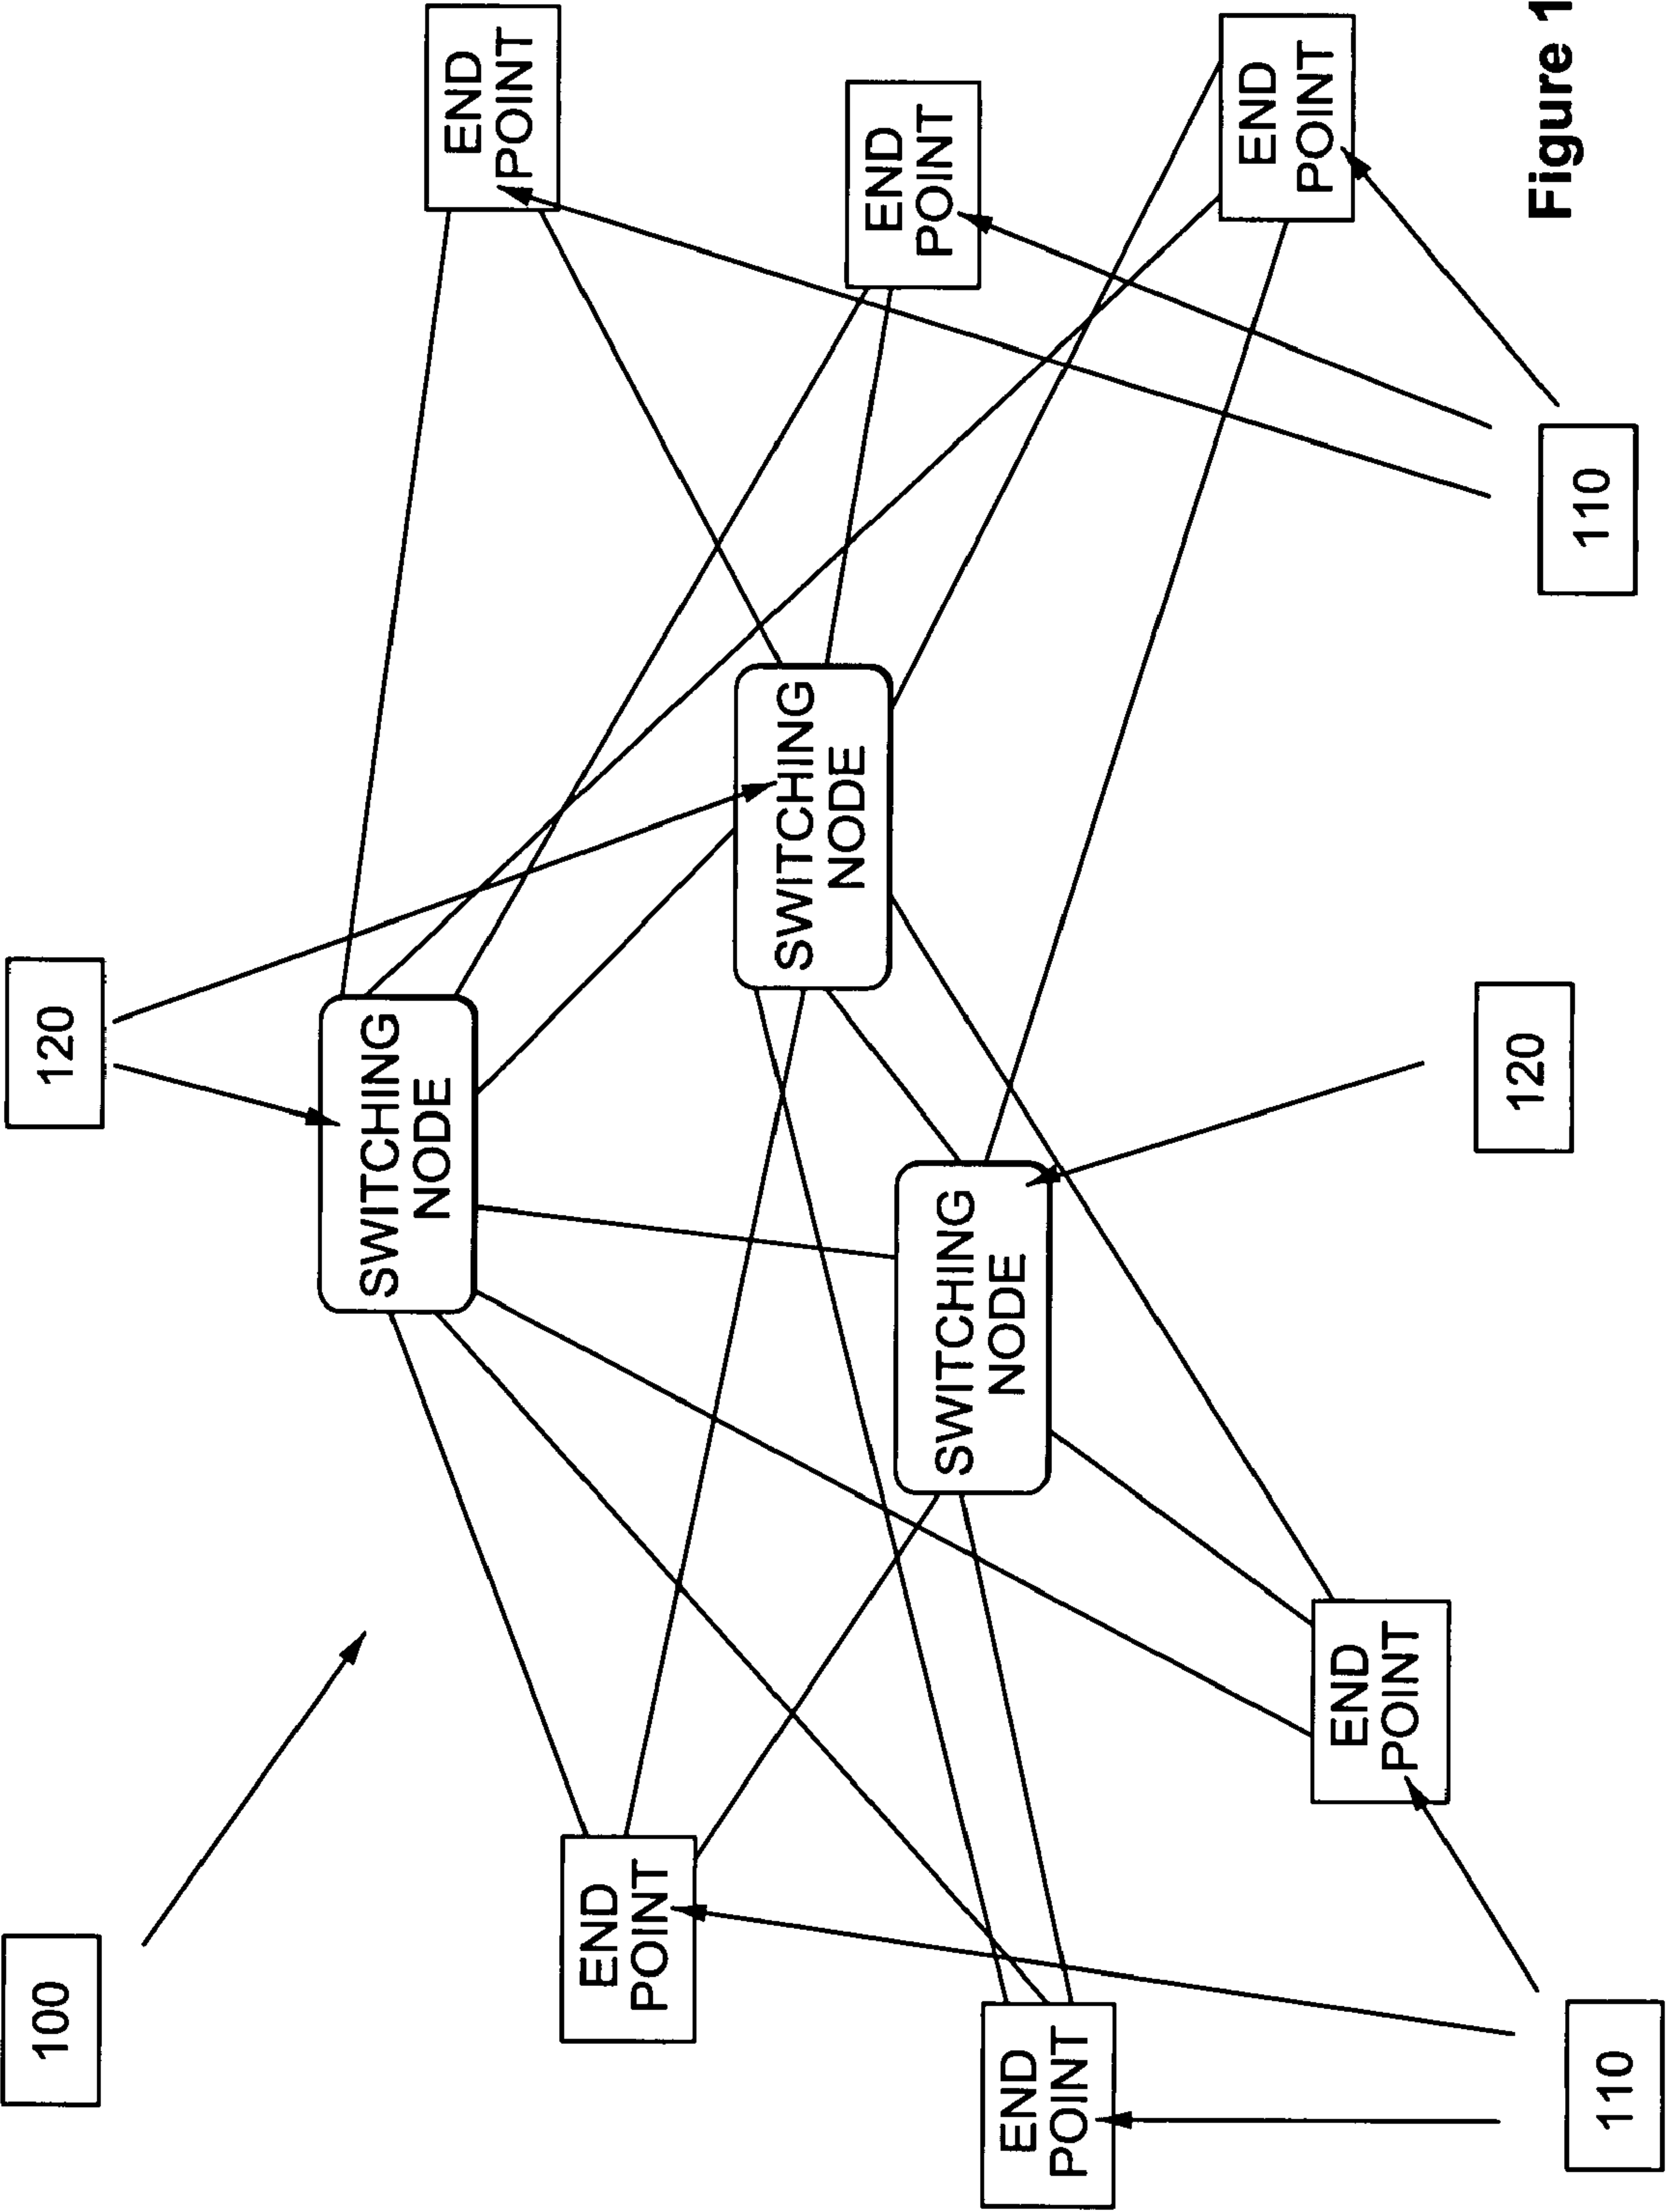 100
120
SWITCHING
NODE
END
POINT
END
POINT
SWITCHING
NODE
END
POINT
SWITCHING
NODE
END
POINT
END
POINT
END
POINT
120
110
110
Figure 1